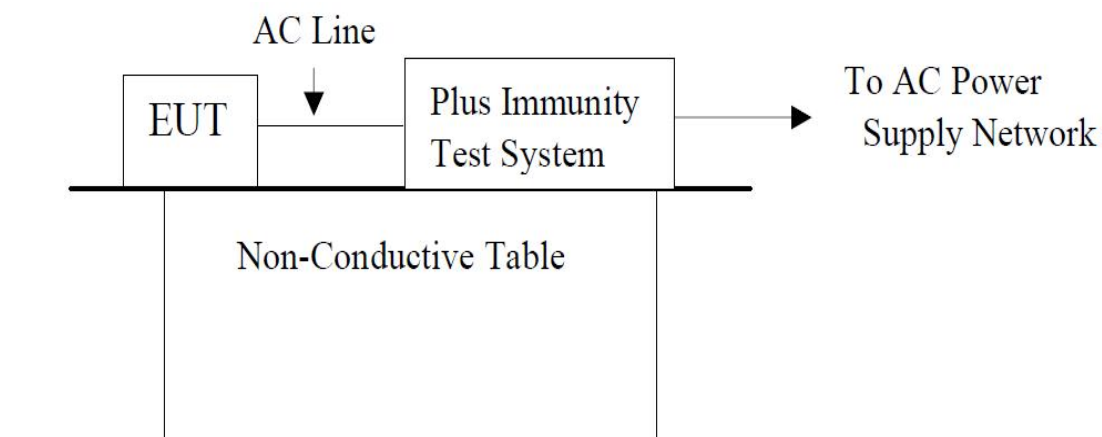 AC Line
EUT
Plus Immunity
Test System
To AC Power
Supply Network
Non-Conductive Table